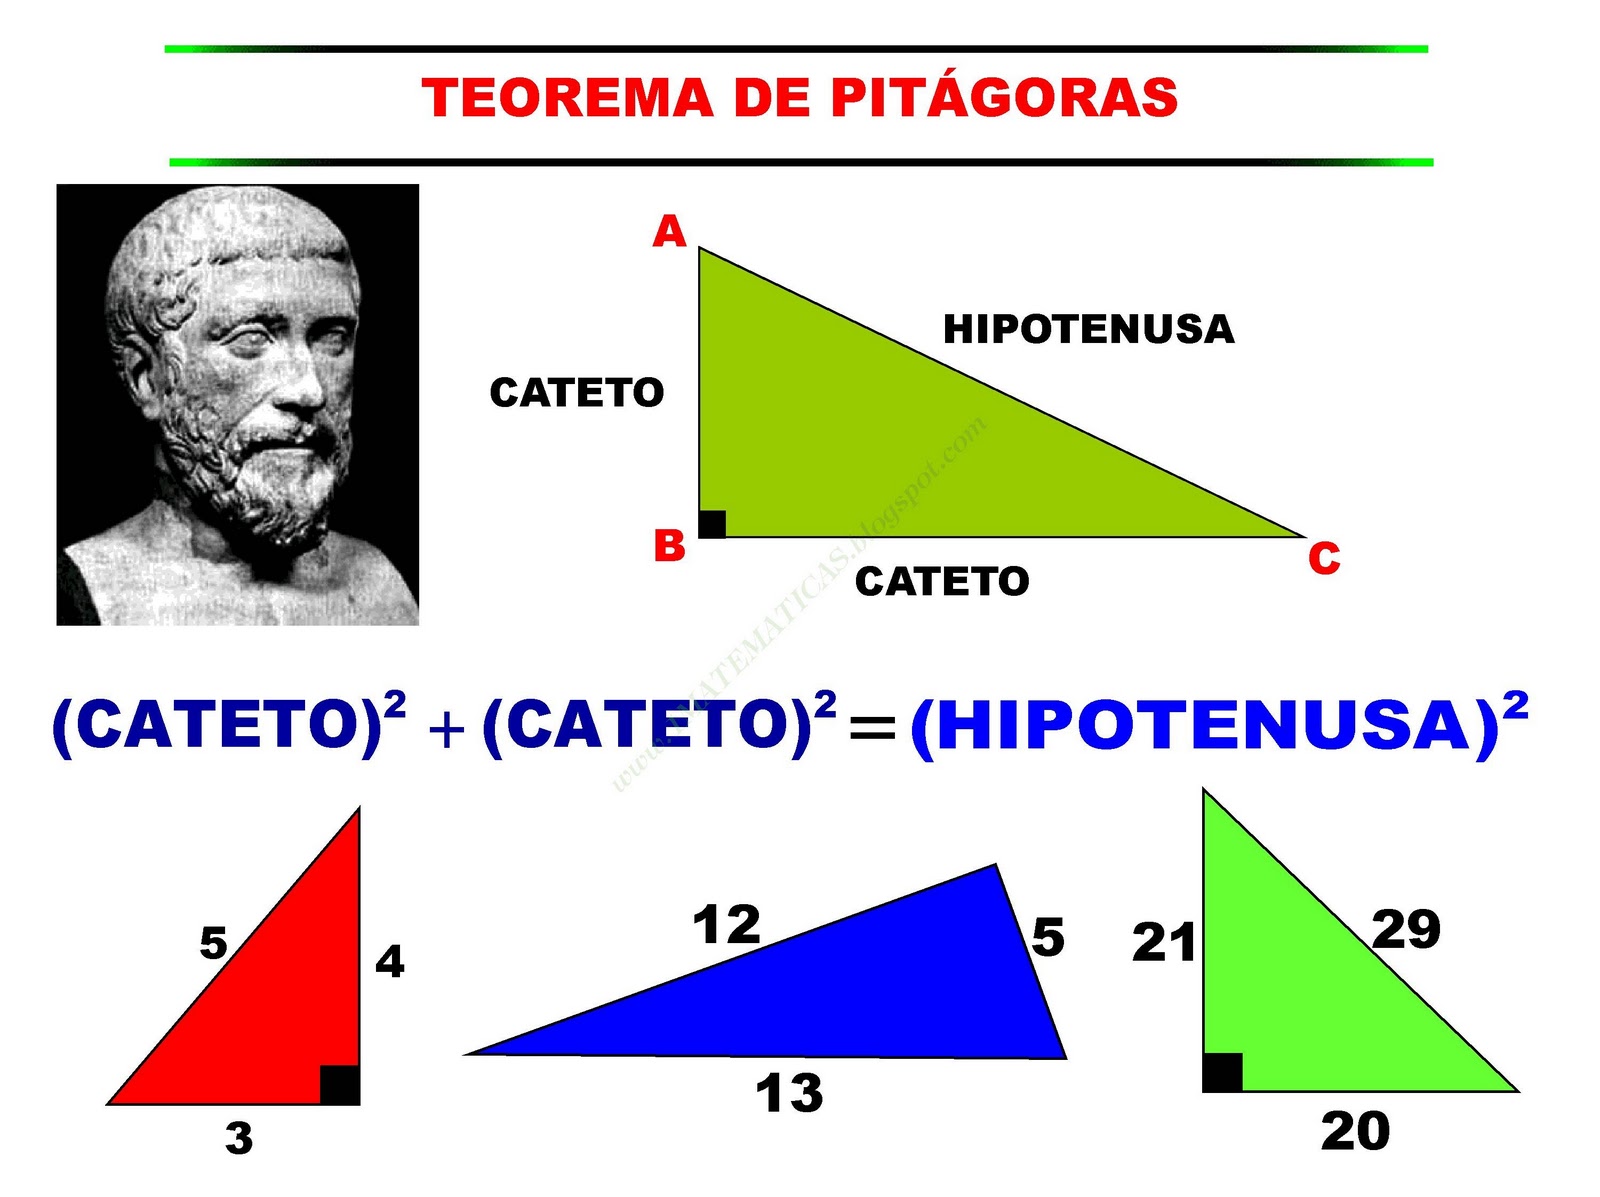 TEOREMA DE PITÁGORAS
A
HIPOTENUSA
CATETO
B
C
CATETO
(CATETO)² + (CATETO)² = (HIPOTENUSA)²
5
4
3
12
5
13
21
29
20